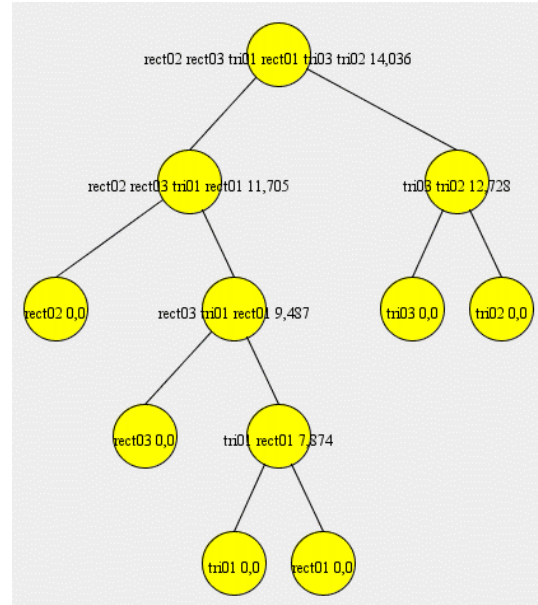 rect02 rect03 tri01 rect01 tri03 tri02 14,036
rect02 rect03 tri01 rect01 11,705
tri03 tri02 12,728
rect02 0,0
rect03 tri01 rect01 9,487
tri03 0,0
tri02 0,0
rect03 0,0
tri01 rect01 7,874
tri01 0,0
rect01 0,0